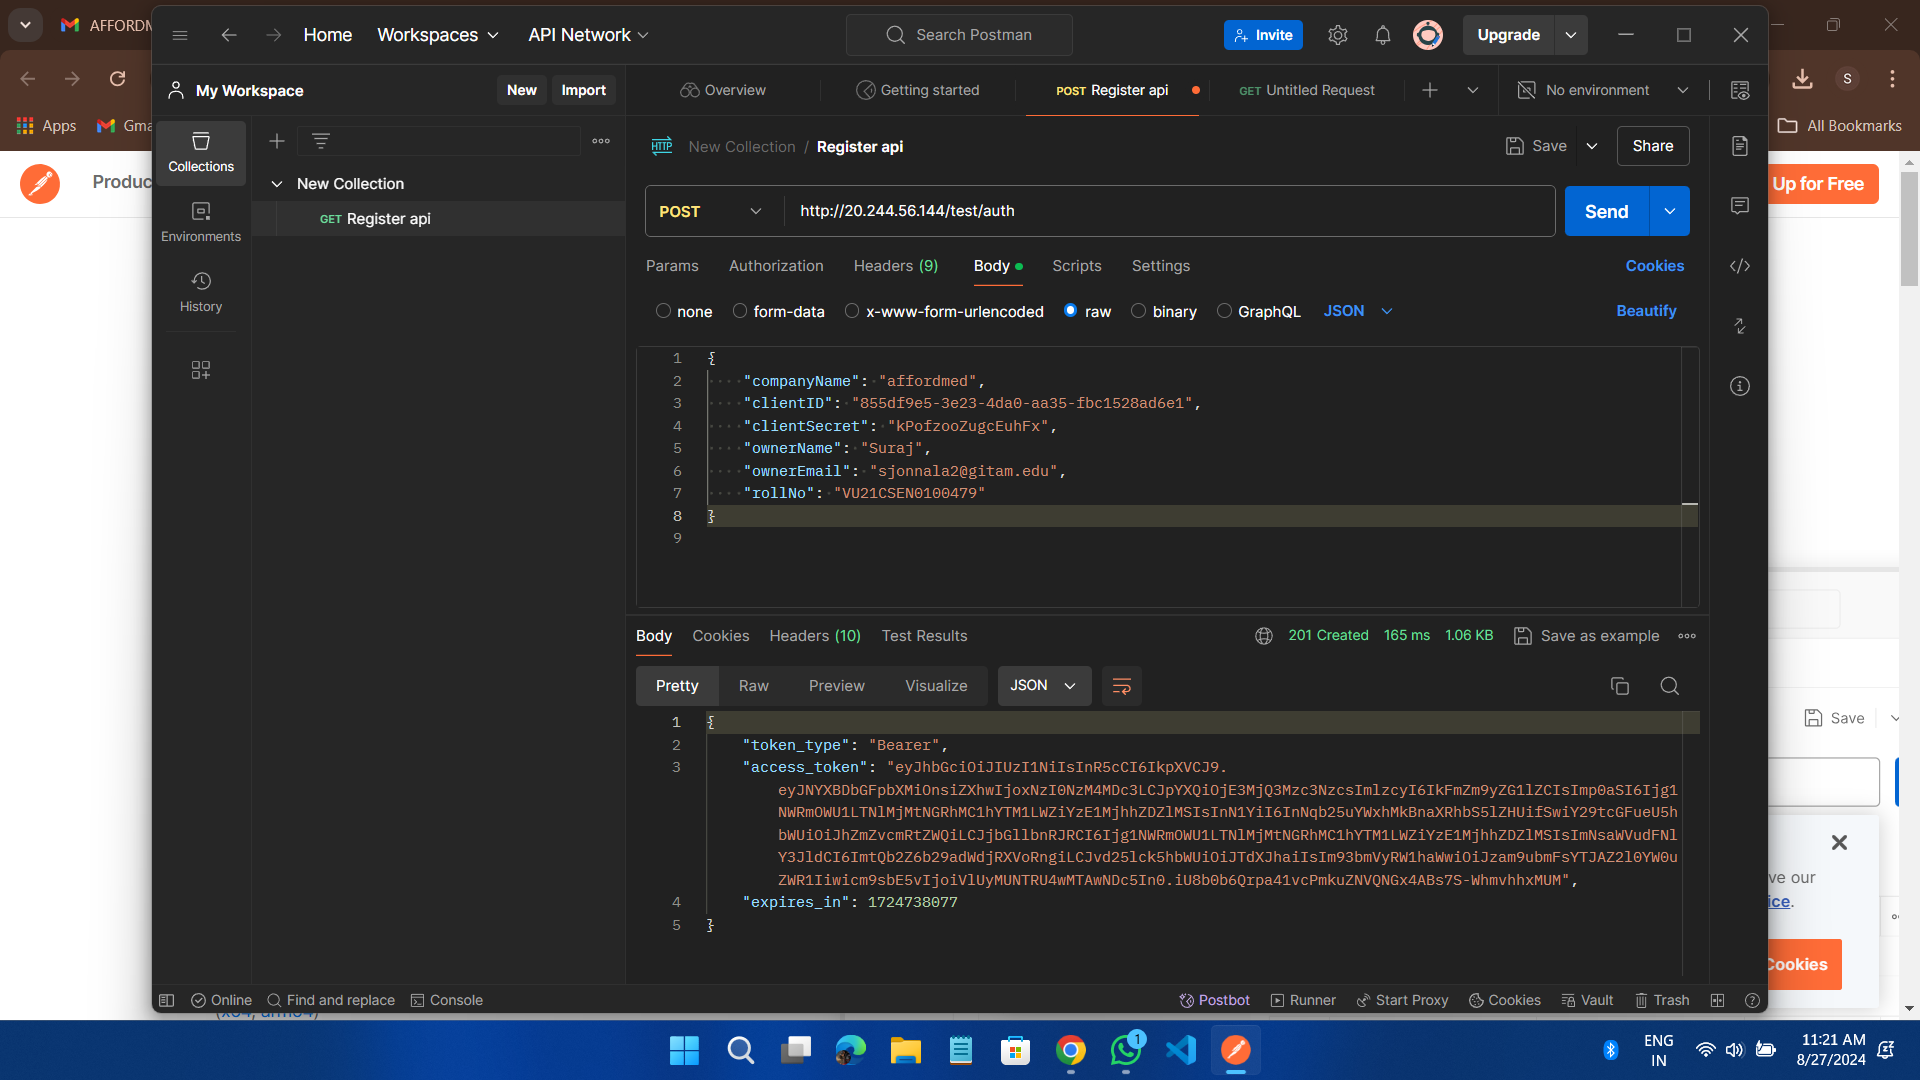 AFFORDM
Home
Workspaces
API Network
Search Postman
Invite
Upgrade
S
Apps
Gma
All Bookmarks
My Workspace
New
Import
Overview
Getting started
POST Register api
GET Untitled Request
No environment
Produc
Up for Free
Collections
Environments
History
New Collection
GET Register api
HTTP New Collection / Register api
Save
Share
POST
http://20.244.56.144/test/auth
Send
Params
Authorization
Headers (9)
Body
Scripts
Settings
Cookies
none
form-data
x-www-form-urlencoded
raw
binary
GraphQL
JSON
Beautify
1 {
2 "companyName": "affordmed",
3 "clientID": "855df9e5-3e23-4da0-aa35-fbc1528ad6e1",
4 "clientSecret": "kPofzooZugcEuhFx",
5 "ownerName": "Suraj",
6 "ownerEmail": "sjonnala2@gitam.edu",
7 "rollNo": "VU21CSEN0100479"
8 }
9
Body
Cookies
Headers (10)
Test Results
201 Created
165 ms
1.06 KB
Save as example
Pretty
Raw
Preview
Visualize
JSON
1 {
2 "token_type": "Bearer",
3 "access_token": "eyJhbGciOiJIUzI1NiIsInR5cCI6IkpXVCJ9.
eyJNYXBDbGFpbXMiOnsiZXhwIjoxNzI0NzM4MDc3LCJpYXQiOjE3MjQ3Mzc3NzcsImlzcyI6IkFmZm9yZG1lZCIsImp0aSI6Ijg1
NWRmOWU1LTNlMjMtNGRhMC1hYTM1LWZiYzE1MjhhZDZlMSIsInN1YiI6InNqb25uYWxhMkBnaXRhbS5lZHUifSwiY29tcGFueU5h
bWUiOiJhZmZvcmRtZWQiLCJjbGllbnRJRCI6Ijg1NWRmOWU1LTNlMjMtNGRhMC1hYTM1LWZiYzE1MjhhZDZlMSIsImNsaWVudFNl
Y3JldCI6ImtQb2Z6b29adWdjRXVoRngiLCJvd25lck5hbWUiOiJTdXJhaiIsIm93bmVyRW1haWwiOiJzam9ubmFsYTJAZ2l0YW0u
ZWR1Iiwicm9sbE5vIjoiVlUyMUNTRU4wMTAwNDc5In0.iU8b0b6Qrpa41vcPmkuZNVQNGx4ABs7S-WhmvhhxMUM",
4 "expires_in": 1724738077
5 }
Save
ve our
ice.
Cookies
Online
Find and replace
Console
Postbot
Runner
Start Proxy
Cookies
Vault
Trash
1
ENG
IN
11:21 AM
8/27/2024